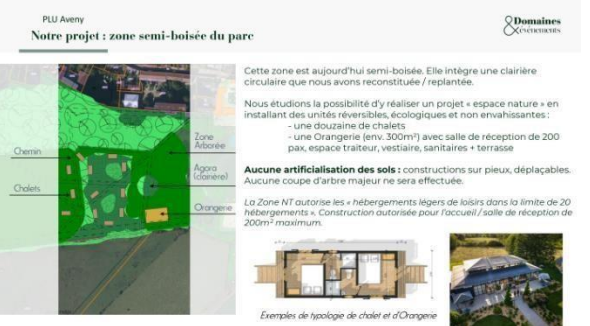 PLU Aveny
Notre projet : zone semi-boisée du parc
&Domaines
événements
Cette zone est aujourd'hui semi-boisée. Elle intègre une clairière
circulaire que nous avons reconstituée / replantée.
Nous étudions la possibilité d'y réaliser un projet « espace nature » en
installant des unités réversibles, écologiques et non envahissantes :
- une douzaine de chalets
- une Orangerie (env. 300m²) avec salle de réception de 200
pax, espace traiteur, vestiaire, sanitaires + terrasse
Aucune artificialisation des sols : constructions sur pieux, déplaçables.
Aucune coupe d'arbre majeur ne sera effectuée.
La Zone NT autorise les « hébergements légers de loisirs dans la limite de 20
hébergements ». Construction autorisée pour l'accueil / salle de réception de
200m² maximum.
Chemin
Chalets
Zone
Arborée
Agora
(clairière)
Orangerie
Exemples de typologie de chalet et d'Orangerie